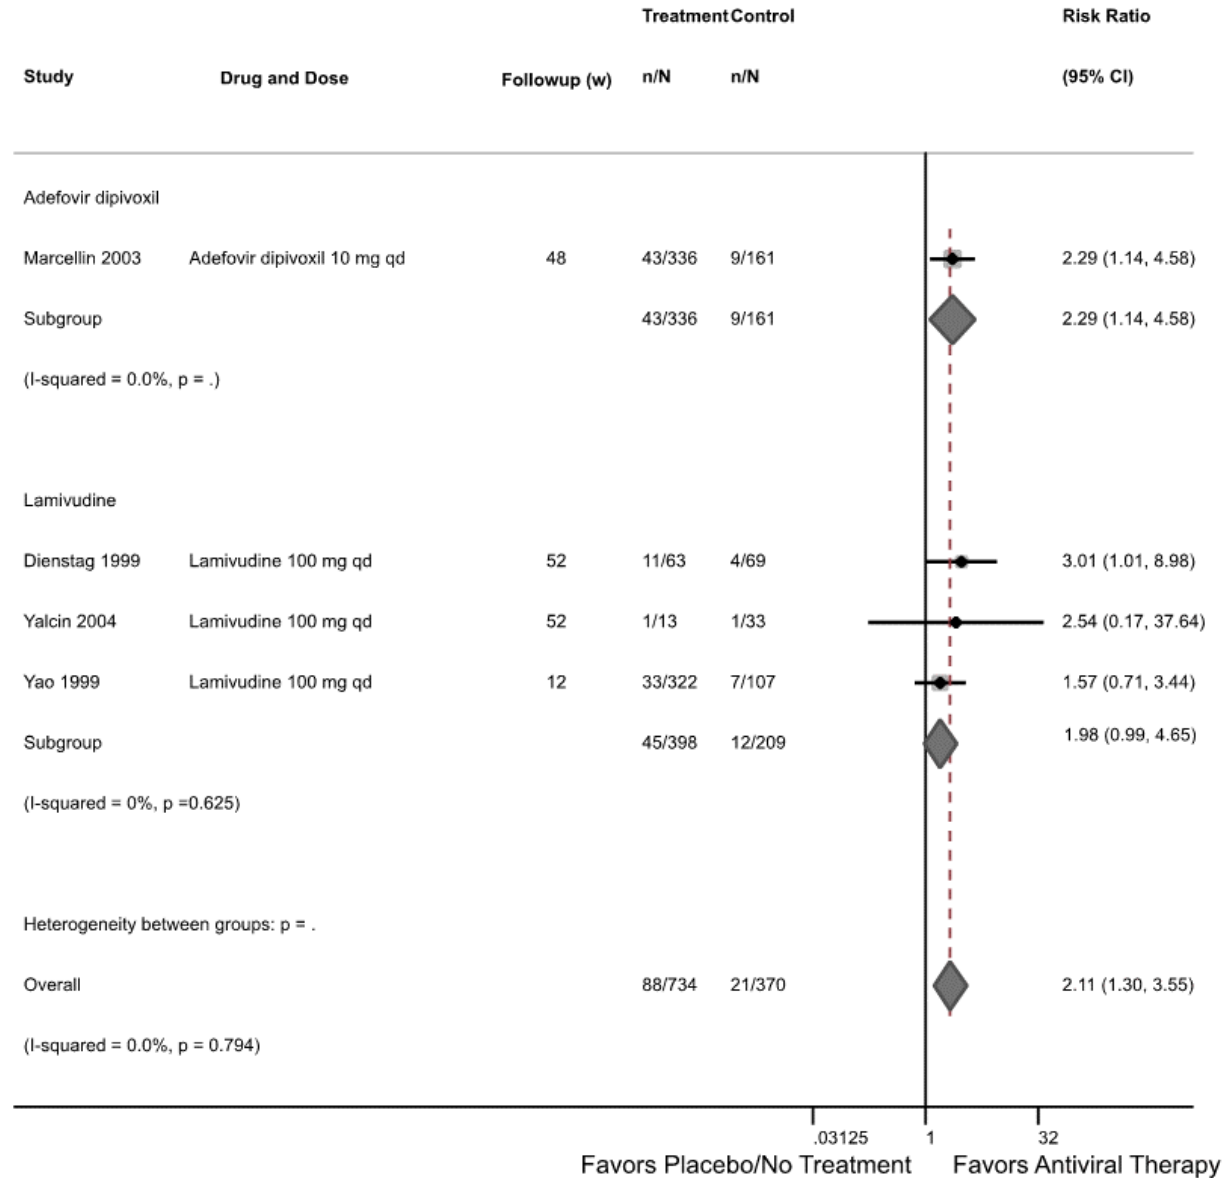 Treatment Control Risk Ratio
Study Drug and Dose Followup (w) n/N n/N (95% CI)
Adefovir dipivoxil
Marcellin 2003 Adefovir dipivoxil 10 mg qd 48 43/336 9/161 2.29 (1.14, 4.58)
Subgroup 43/336 9/161 2.29 (1.14, 4.58)
(I-squared = 0.0%, p = .)
Lamivudine
Dienstag 1999 Lamivudine 100 mg qd 52 11/63 4/69 3.01 (1.01, 8.98)
Yalcin 2004 Lamivudine 100 mg qd 52 1/13 1/33 2.54 (0.17, 37.64)
Yao 1999 Lamivudine 100 mg qd 12 33/322 7/107 1.57 (0.71, 3.44)
Subgroup 45/398 12/209 1.98 (0.99, 4.65)
(I-squared = 0%, p =0.625)
Heterogeneity between groups: p = .
Overall 88/734 21/370 2.11 (1.30, 3.55)
(I-squared = 0.0%, p = 0.794)
.03125 1 32
Favors Placebo/No Treatment Favors Antiviral Therapy